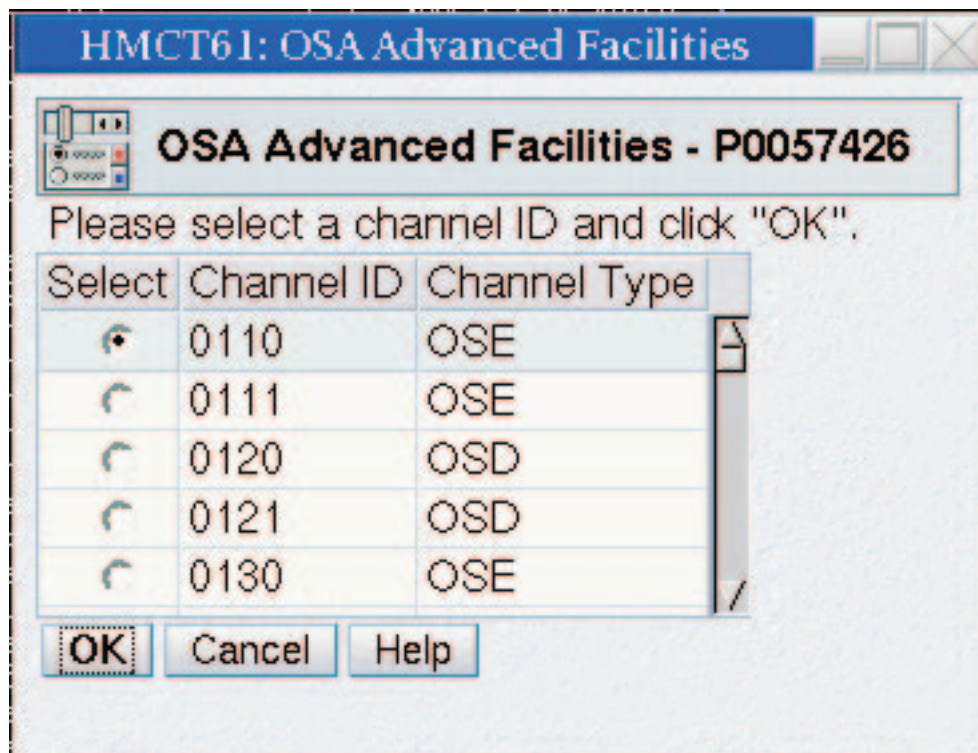 HMCT61: OSA Advanced Facilities
OSA Advanced Facilities - P0057426
Please select a channel ID and click "OK".
Select Channel ID Channel Type
0110 OSE
0111 OSE
0120 OSD
0121 OSD
0130 OSE
OK Cancel Help